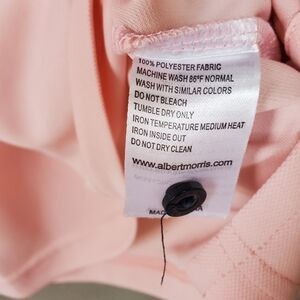 100% POLYESTER FABRIC
MACHINE WASH 86°F NORMAL
WASH WITH SIMILAR COLORS
DO NOT BLEACH
TUMBLE DRY ONLY
IRON TEMPERATURE MEDIUM HEAT
IRON INSIDE OUT
DO NOT DRY CLEAN
www.albertmorris.com